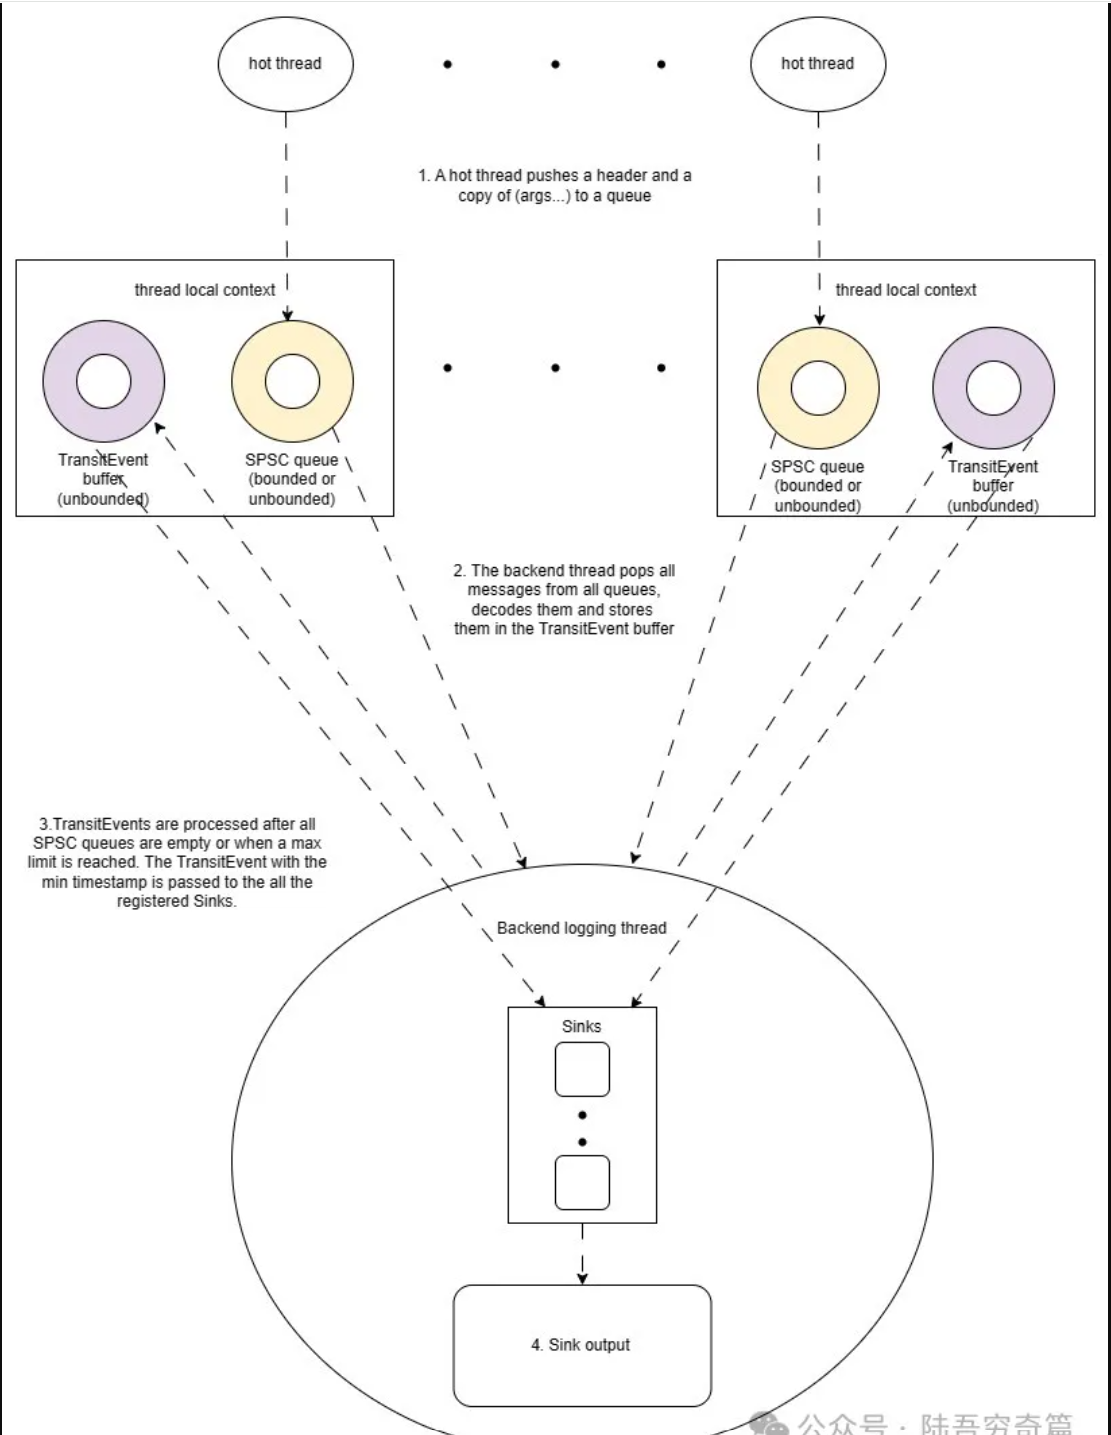 hot thread
hot thread
1. A hot thread pushes a header and a
copy of (args...) to a queue
thread local context
thread local context
TransitEvent
buffer
(unbounded)
SPSC queue
(bounded or
unbounded)
SPSC queue
(bounded or
unbounded)
TransitEvent
buffer
(unbounded)
2. The backend thread pops all
messages from all queues,
decodes them and stores
them in the TransitEvent buffer
3.TransitEvents are processed after all
SPSC queues are empty or when a max
limit is reached. The TransitEvent with the
min timestamp is passed to the all the
registered Sinks.
Backend logging thread
Sinks
4. Sink output
公众号 · 陆吾穷奇篇